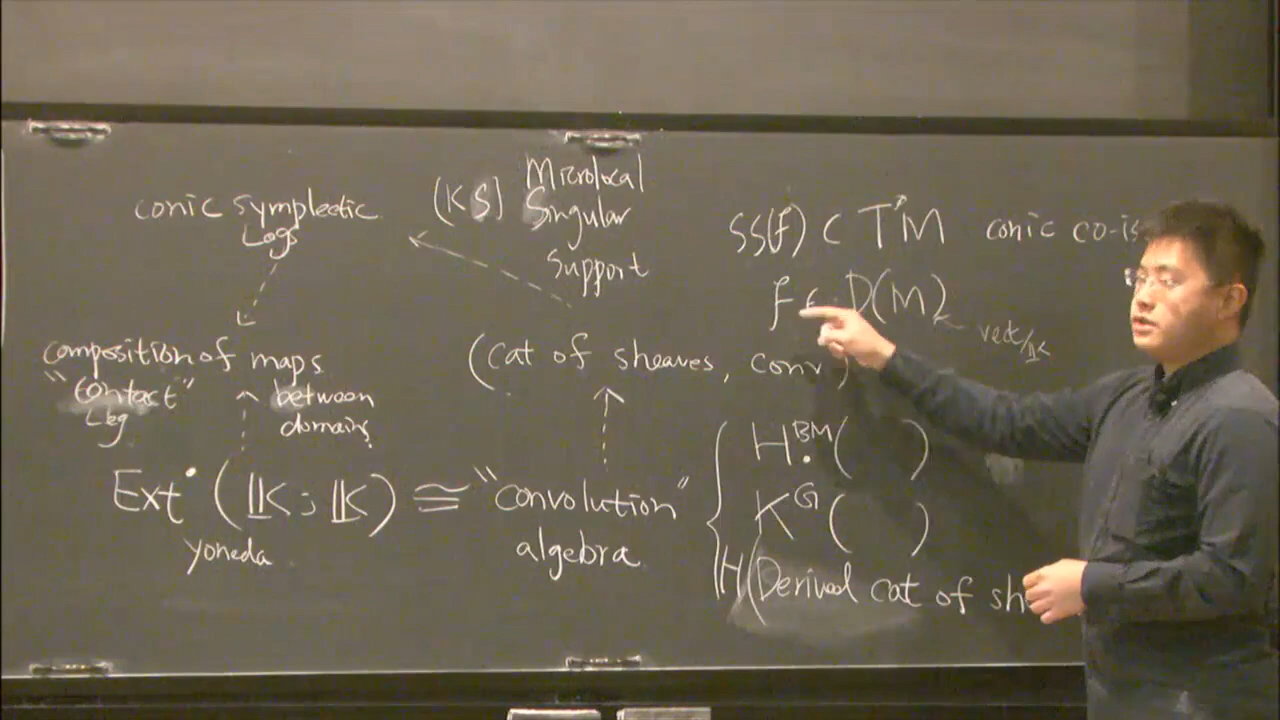 conic symplectic
Lags
(KS) Microlocal
Singular
Support
SS(F) ⊂ T*M conic co-is
F ∈ D(M)
vect/𝕜
composition of maps
"contact"
Leg
between
domains
(cat of sheaves, conv)
Ext• (𝕜; 𝕜) ≅ "convolution"
yoneda
algebra
H•BM( )
KG( )
H(Derived cat of sh